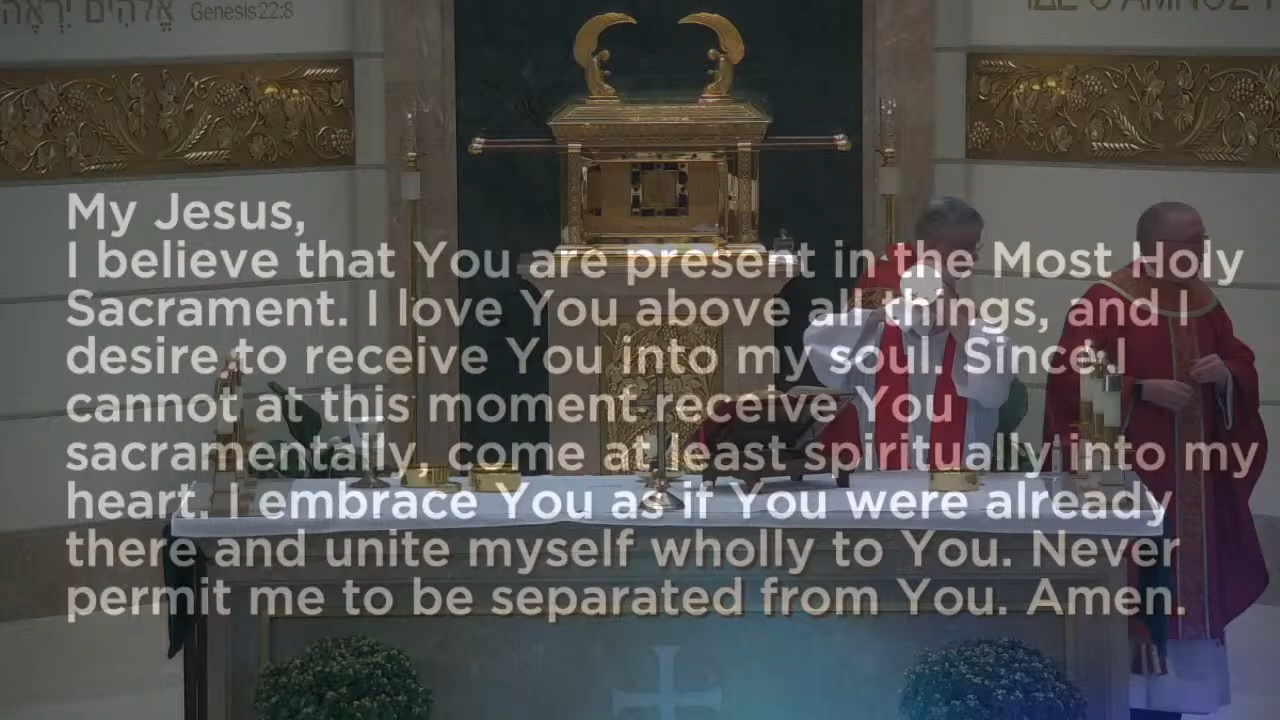 אֱלֹהִים יִרְאֶה Genesis 22:8
ΙΔΕ Ο ΑΜΝΟΣ Τ
My Jesus,
I believe that You are present in the Most Holy
Sacrament. I love You above all things, and I
desire to receive You into my soul. Since I
cannot at this moment receive You
sacramentally, come at least spiritually into my
heart. I embrace You as if You were already
there and unite myself wholly to You. Never
permit me to be separated from You. Amen.